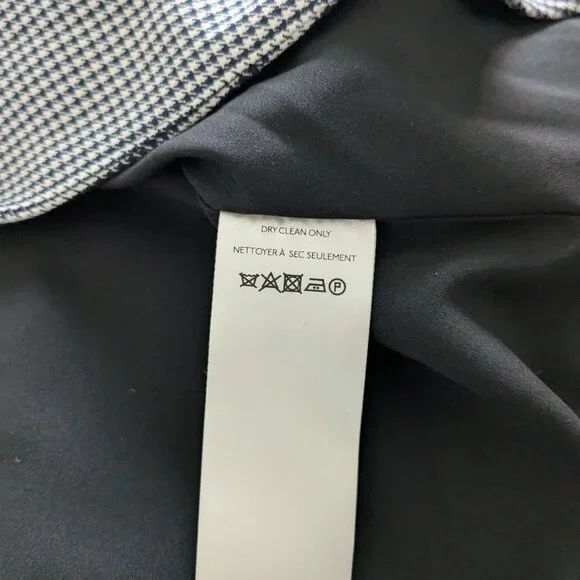 DRY CLEAN ONLY
NETTOYER À SEC SEULEMENT
P